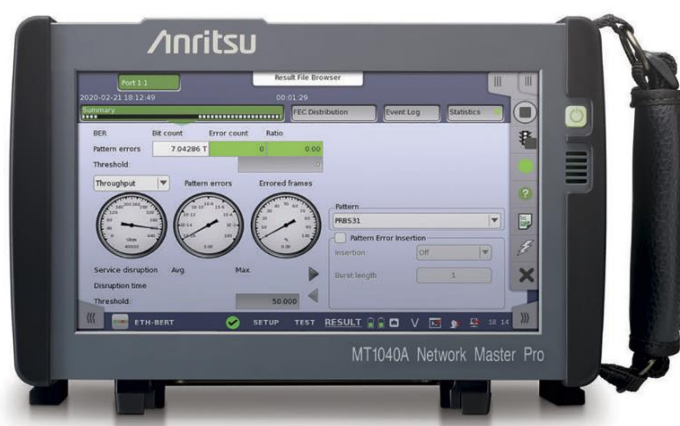 Anritsu
Port 1:1
Result File Browser
2020-02-21 18:12:49 00:01:29
Summary FEC Distribution Event Log Statistics
BER Bit count Error count Ratio
Pattern errors 7.04286 T 0 0.00
Threshold 0
Throughput Pattern errors Errored frames
Pattern
PRBS31
Pattern Error Insertion
Insertion Off
Burst length 1
Service disruption Avg. Max.
Disruption time
Threshold 50.000
ETH-BERT SETUP TEST RESULT V 18 14
MT1040A Network Master Pro